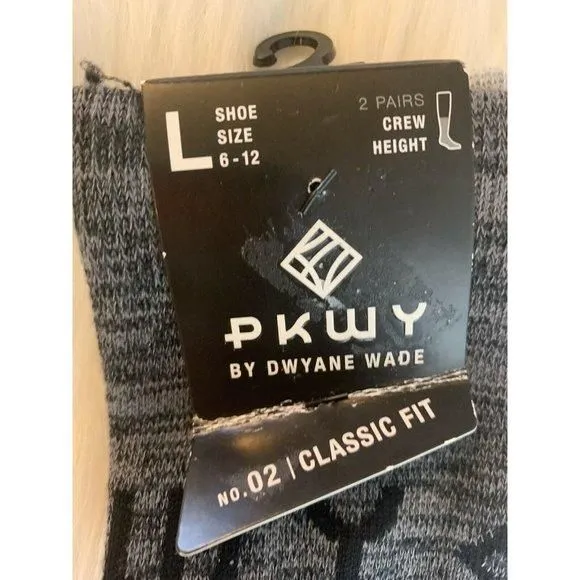 L
SHOE
SIZE
6-12
2 PAIRS
CREW
HEIGHT
PKWY
BY DWYANE WADE
NO. 02 | CLASSIC FIT